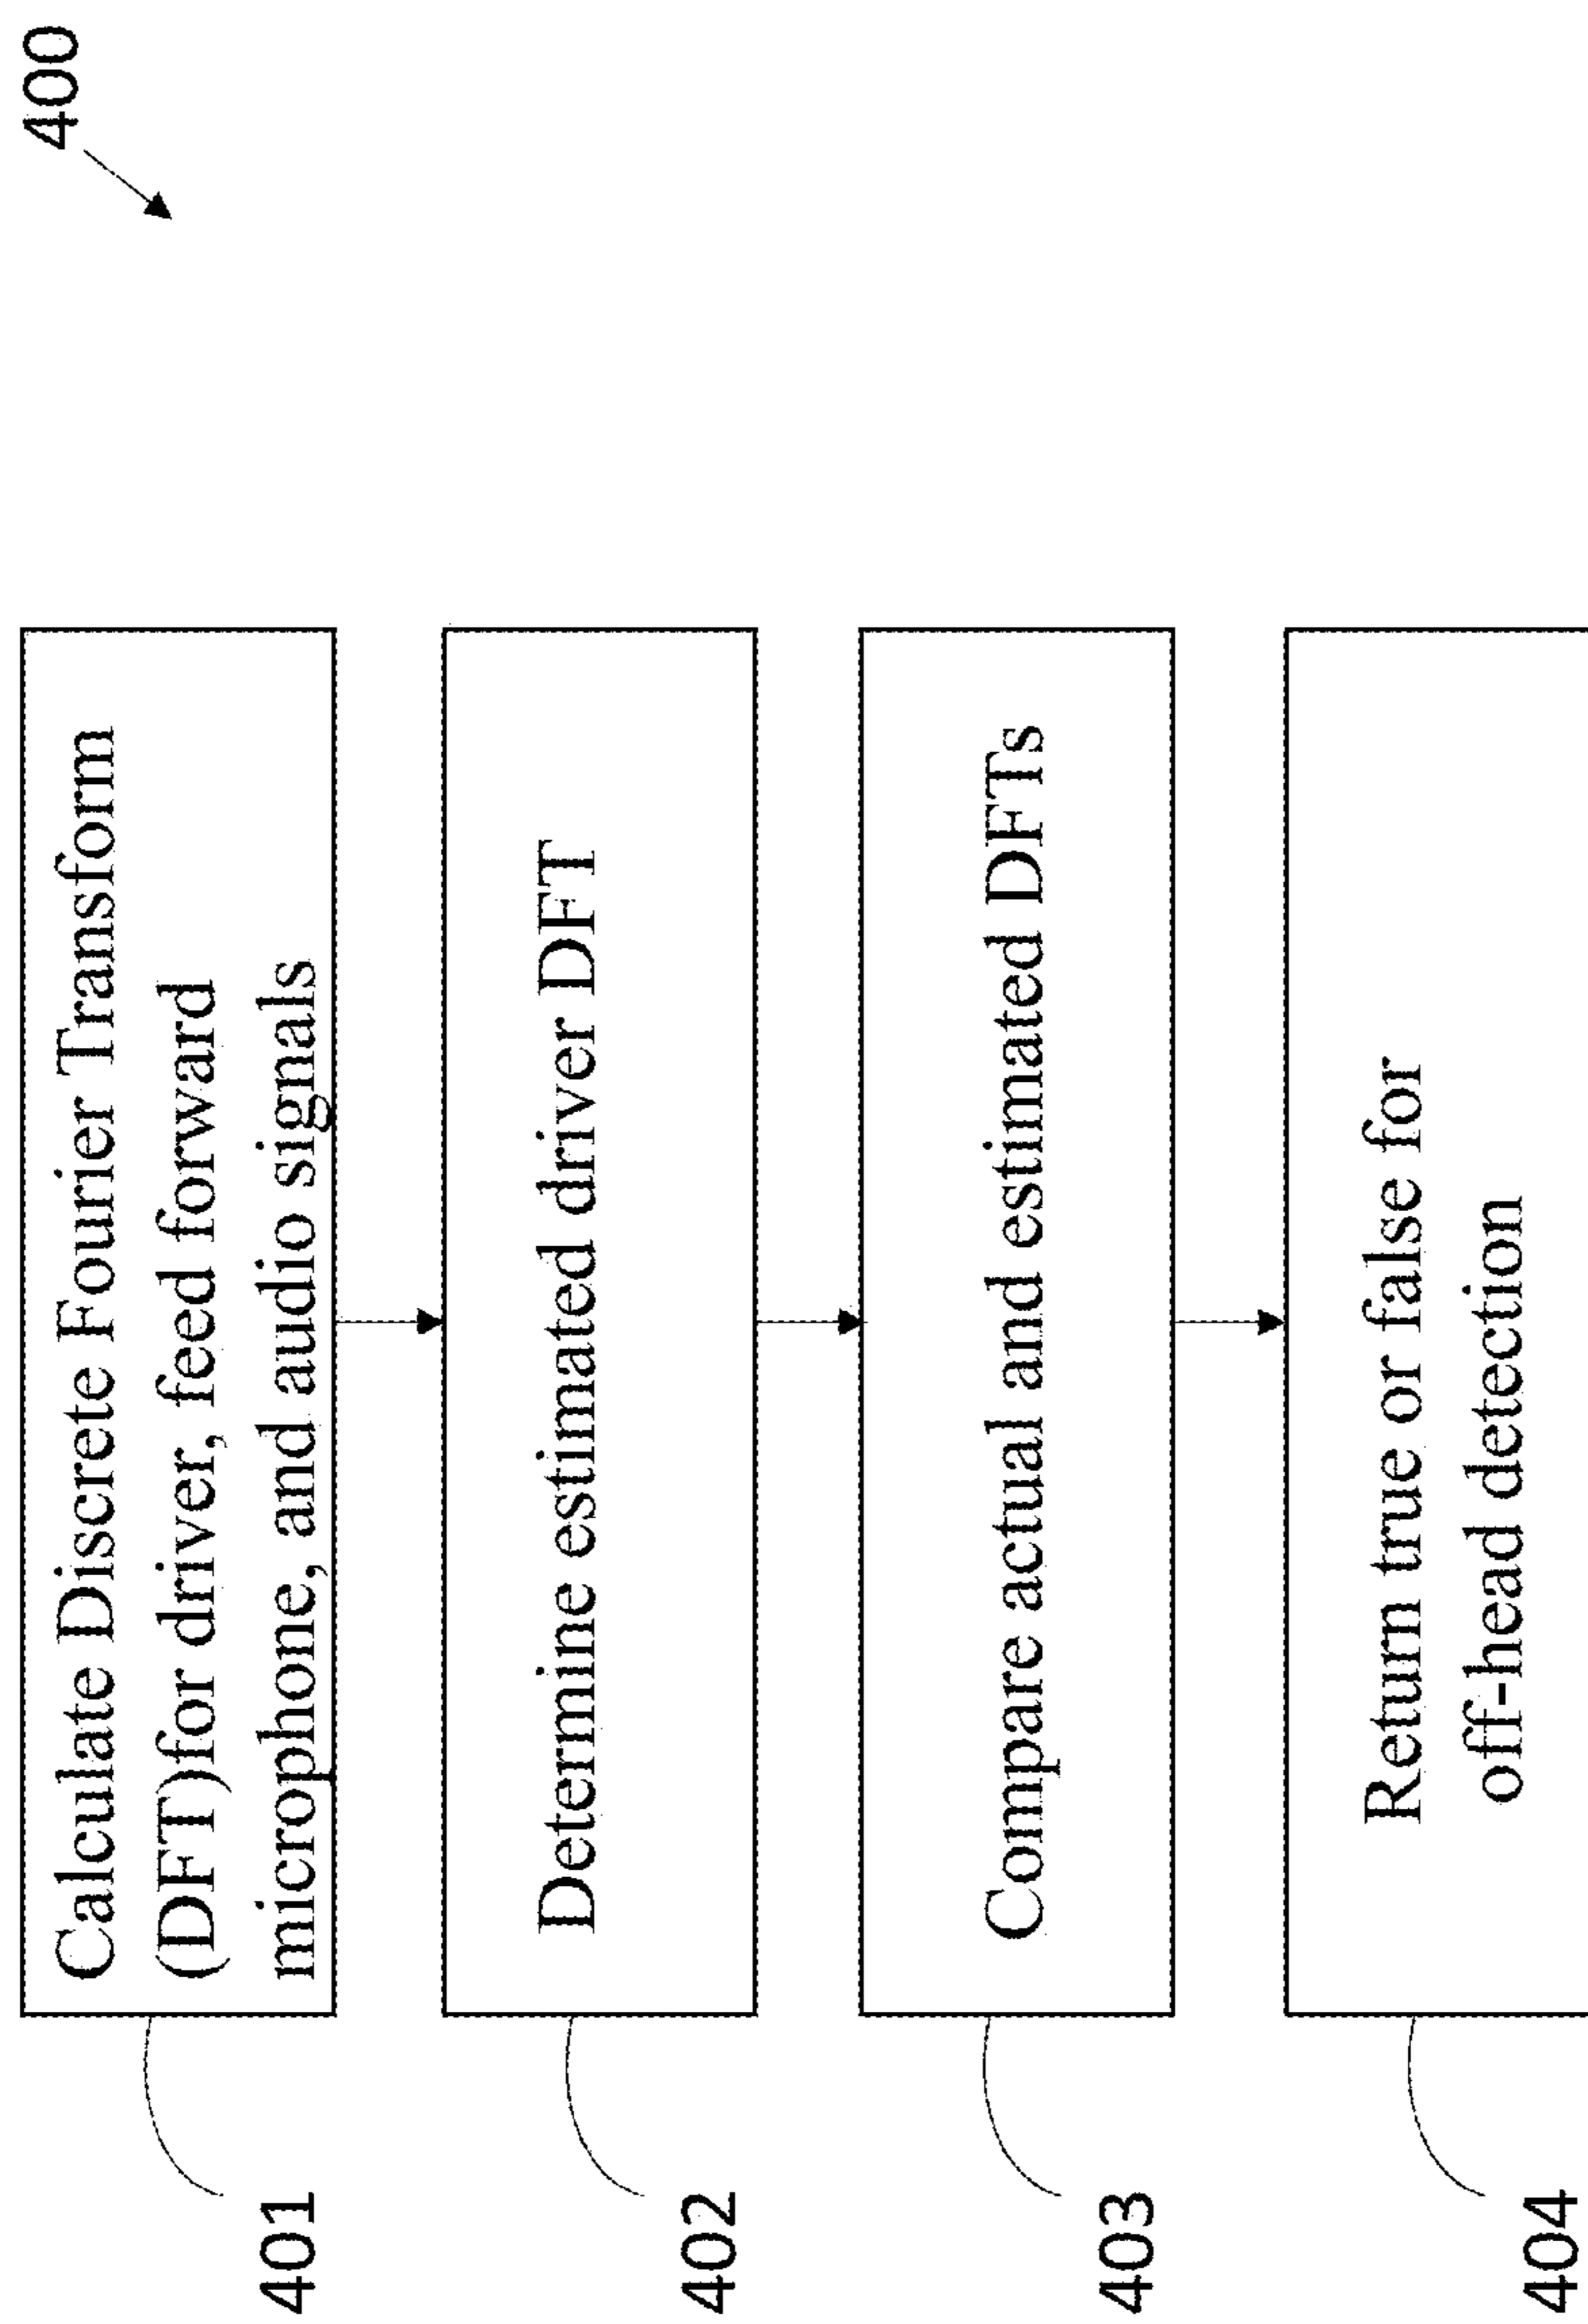 400
401
Calculate Discrete Fourier Transform
(DFT)for driver, feed forward
microphone, and audio signals
402
Determine estimated driver DFT
403
Compare actual and estimated DFTs
404
Return true or false for
off-head detection